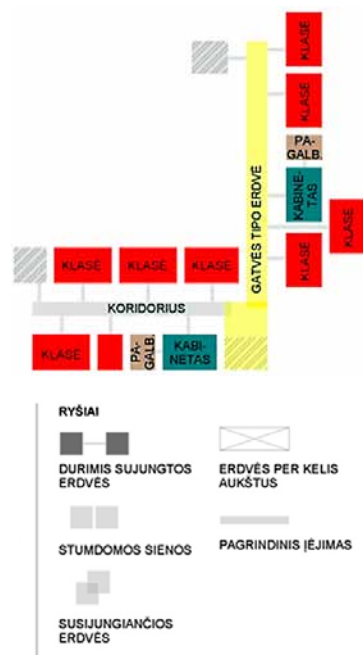 KLASĖ
KLASĖ
PA-
GALB.
KABINE-
TAS
KLASĖ
KLASĖ
GATVĖS TIPO ERDVĖ
KLASĖ
KLASĖ
KLASĖ
KORIDORIUS
KLASĖ
PA-
GALB.
KABI-
NETAS
RYŠIAI
DURIMIS SUJUNGTOS
ERDVĖS
ERDVĖS PER KELIS
AUKŠTUS
STUMDOMOS SIENOS
PAGRINDINIS ĮĖJIMAS
SUSIJUNGIANČIOS
ERDVĖS